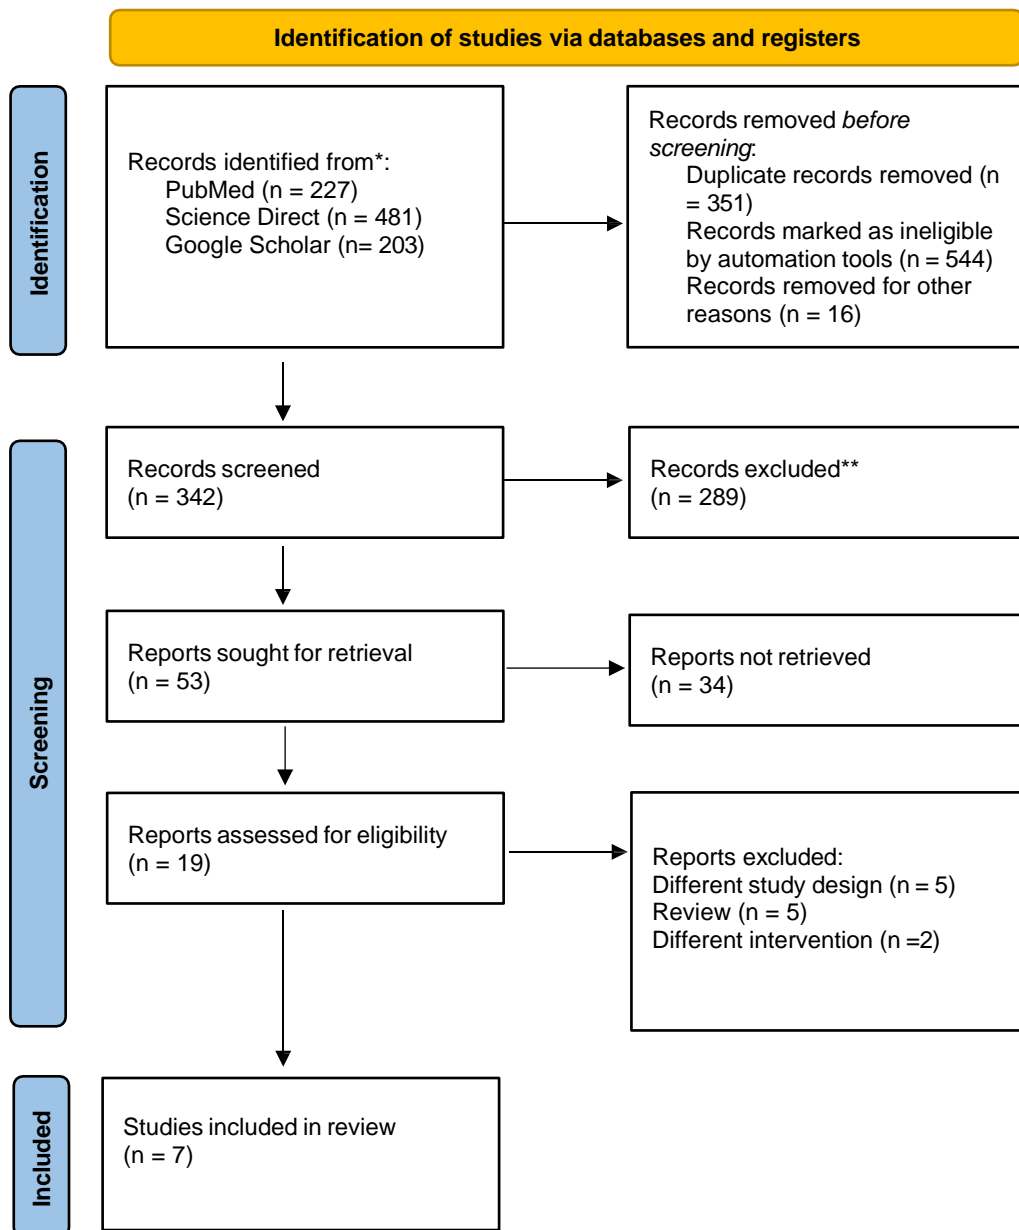 Identification of studies via databases and registers
Identification
Records identified from*:
PubMed (n = 227)
Science Direct (n = 481)
Google Scholar (n= 203)
Records removed before
screening:
Duplicate records removed (n
= 351)
Records marked as ineligible
by automation tools (n = 544)
Records removed for other
reasons (n = 16)
Screening
Records screened
(n = 342)
Records excluded**
(n = 289)
Reports sought for retrieval
(n = 53)
Reports not retrieved
(n = 34)
Reports assessed for eligibility
(n = 19)
Reports excluded:
Different study design (n = 5)
Review (n = 5)
Different intervention (n =2)
Included
Studies included in review
(n = 7)